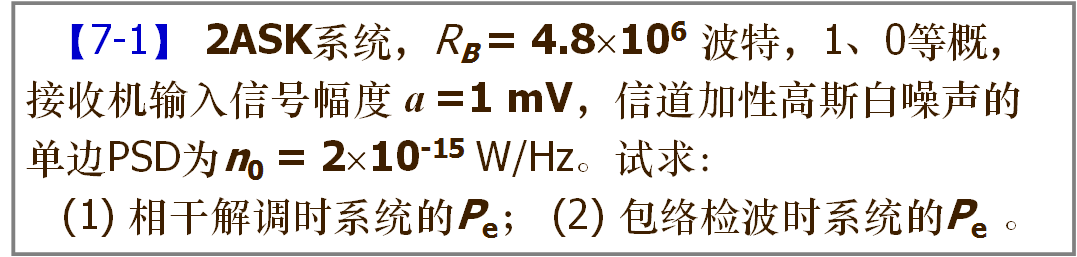 【7-1】 2ASK系统，R_B = 4.8×10⁶ 波特，1、0等概，
接收机输入信号幅度 a =1 mV，信道加性高斯白噪声的
单边PSD为n₀ = 2×10⁻¹⁵ W/Hz。试求：
(1) 相干解调时系统的Pₑ； (2) 包络检波时系统的Pₑ 。